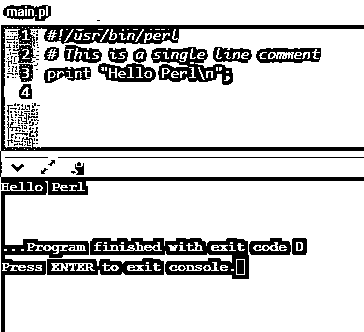 main.pl
1 #!/usr/bin/perl
2 # This is a single line comment
3 print "Hello Perl\n";
4
Hello Perl
...Program finished with exit code 0
Press ENTER to exit console.